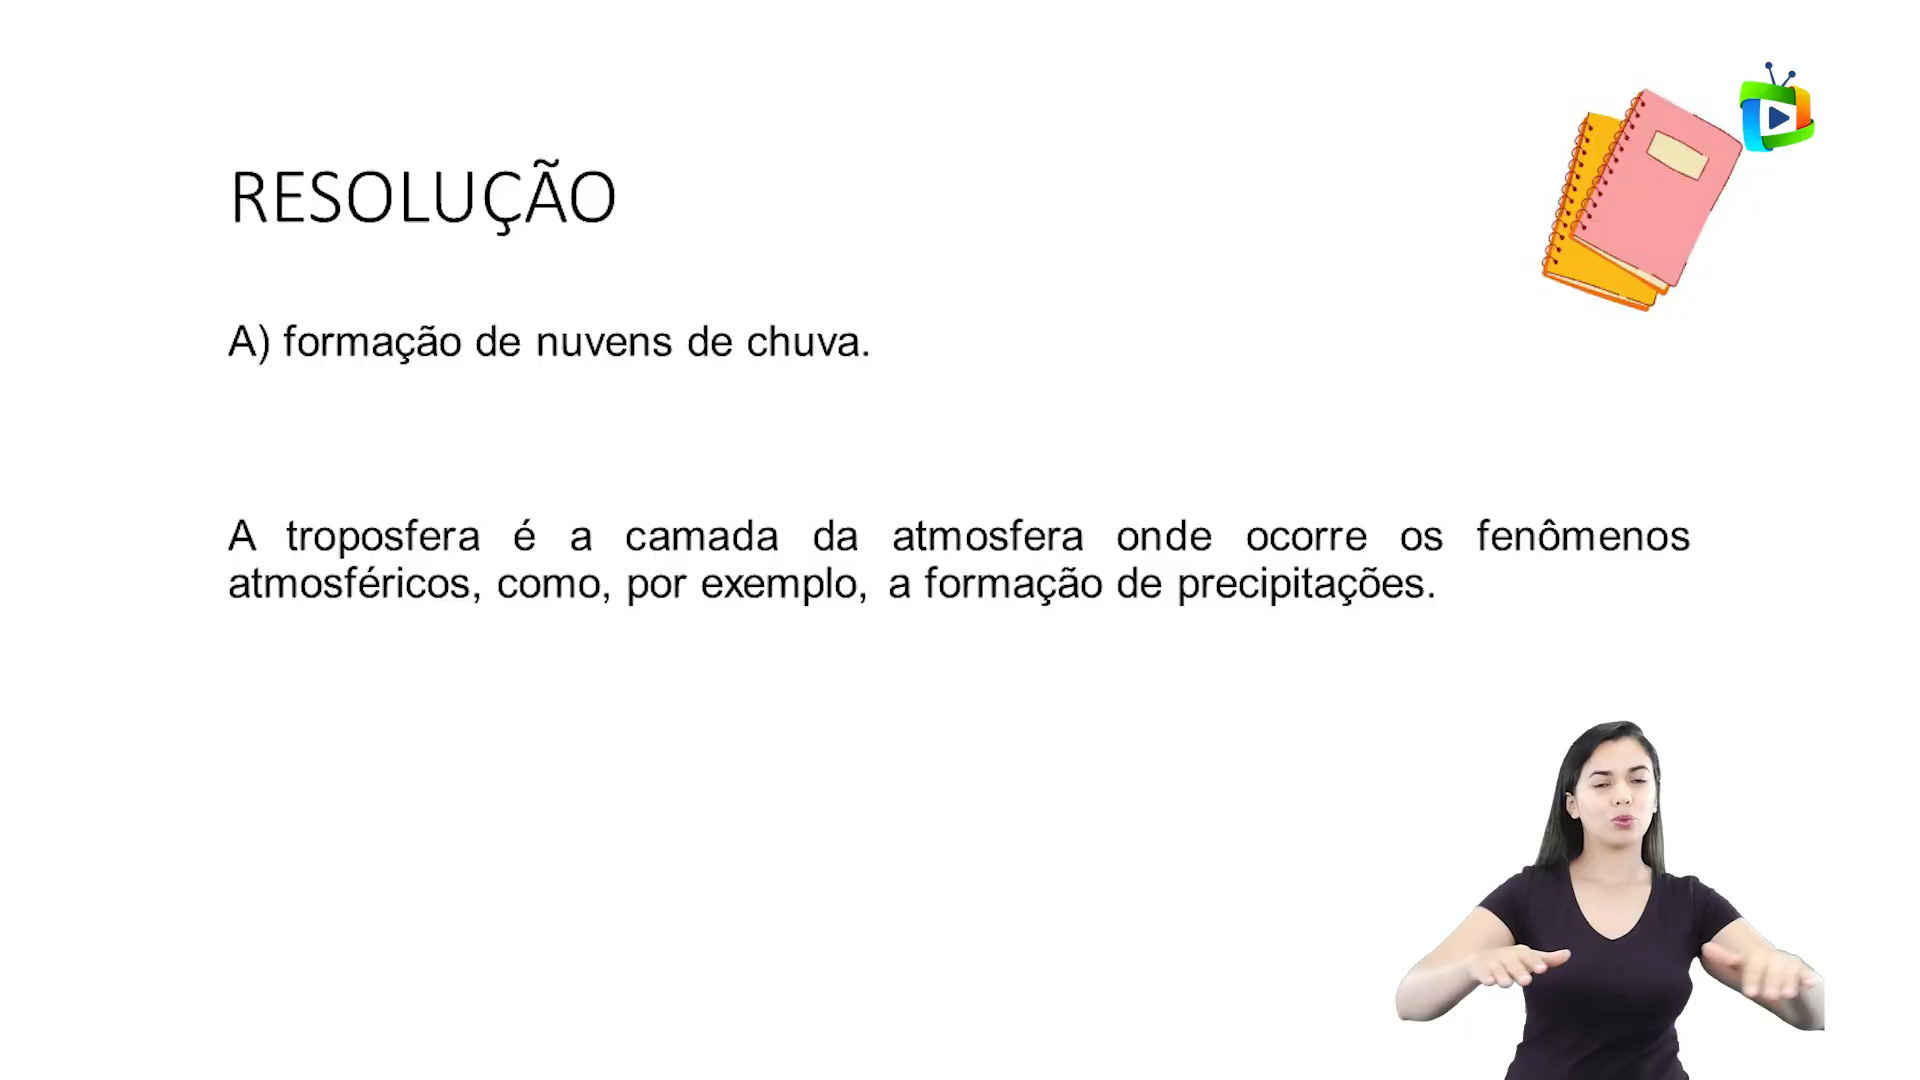 RESOLUÇÃO
A) formação de nuvens de chuva.
A troposfera é a camada da atmosfera onde ocorre os fenômenos
atmosféricos, como, por exemplo, a formação de precipitações.